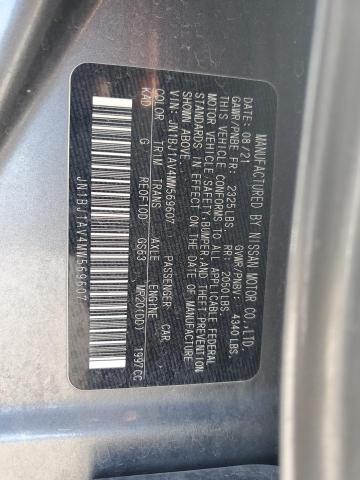 MANUFACTURED BY NISSAN MOTOR CO.,LTD.
DATE: 08/21 GVWR/PNBV: 4340 LBS.
GAWR/PNBE FR: 2325 LBS. RR: 2050 LBS.
THIS VEHICLE CONFORMS TO ALL APPLICABLE FEDERAL
MOTOR VEHICLE SAFETY, BUMPER, AND THEFT PREVENTION
STANDARDS IN EFFECT ON THE DATE OF MANUFACTURE
SHOWN ABOVE.
VIN: JN1BJ1AV4MW569607 PASSENGER CAR
COLOR TRIM TRANS AXLE ENGINE
KAD G RE0F10D GS63 MR20(DD) 1997CC
JN1BJ1AV4MW569607